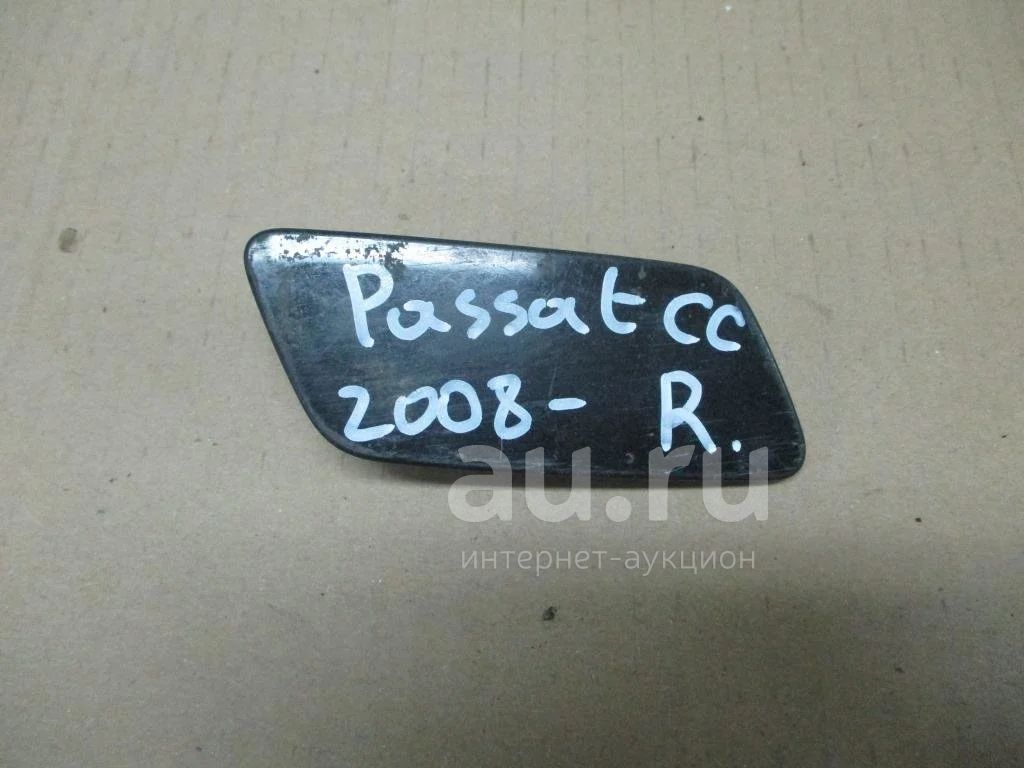 Passat CC
2008- R.
au.ru
интернет-аукцион